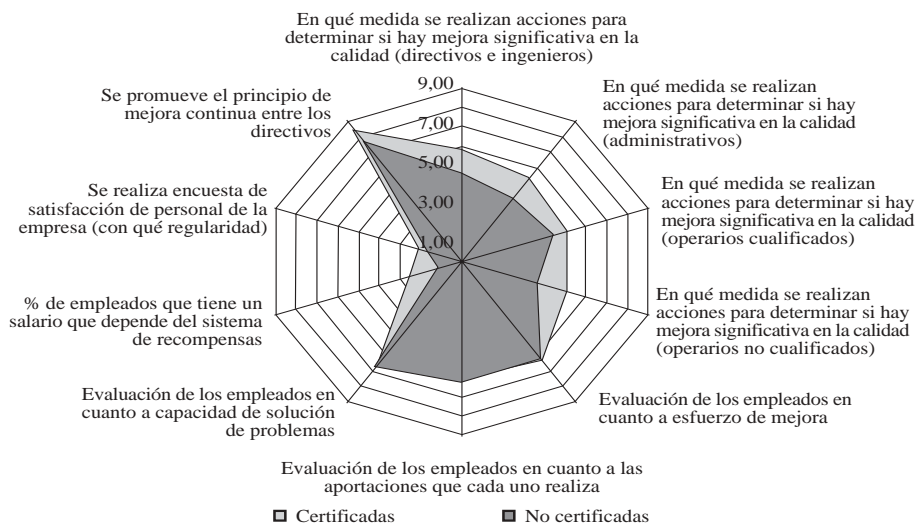 En qué medida se realizan acciones para
determinar si hay mejora significativa en la
calidad (directivos e ingenieros)
En qué medida se realizan
acciones para determinar si hay
mejora significativa en la calidad
(administrativos)
En qué medida se realizan
acciones para determinar si hay
mejora significativa en la calidad
(operarios cualificados)
En qué medida se realizan
acciones para determinar si hay
mejora significativa en la calidad
(operarios no cualificados)
Evaluación de los empleados en
cuanto a esfuerzo de mejora
Evaluación de los empleados en cuanto a las
aportaciones que cada uno realiza
Evaluación de los empleados en
cuanto a capacidad de solución
de problemas
% de empleados que tiene un
salario que depende del sistema
de recompensas
Se realiza encuesta de
satisfacción de personal de la
empresa (con qué regularidad)
Se promueve el principio de
mejora continua entre los
directivos
9,00
7,00
5,00
3,00
1,00
Certificadas
No certificadas